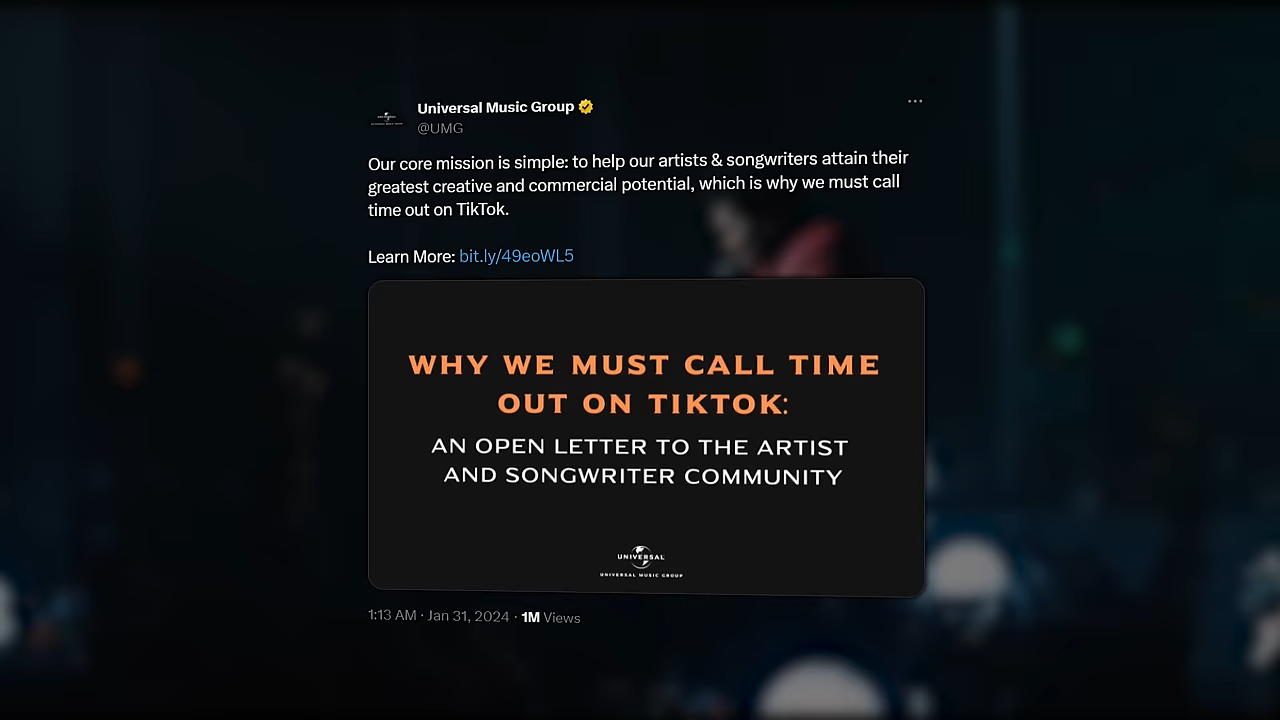 Universal Music Group
@UMG
Our core mission is simple: to help our artists & songwriters attain their
greatest creative and commercial potential, which is why we must call
time out on TikTok.
Learn More: bit.ly/49eoWL5
WHY WE MUST CALL TIME
OUT ON TIKTOK:
AN OPEN LETTER TO THE ARTIST
AND SONGWRITER COMMUNITY
UNIVERSAL
UNIVERSAL MUSIC GROUP
1:13 AM · Jan 31, 2024 · 1M Views